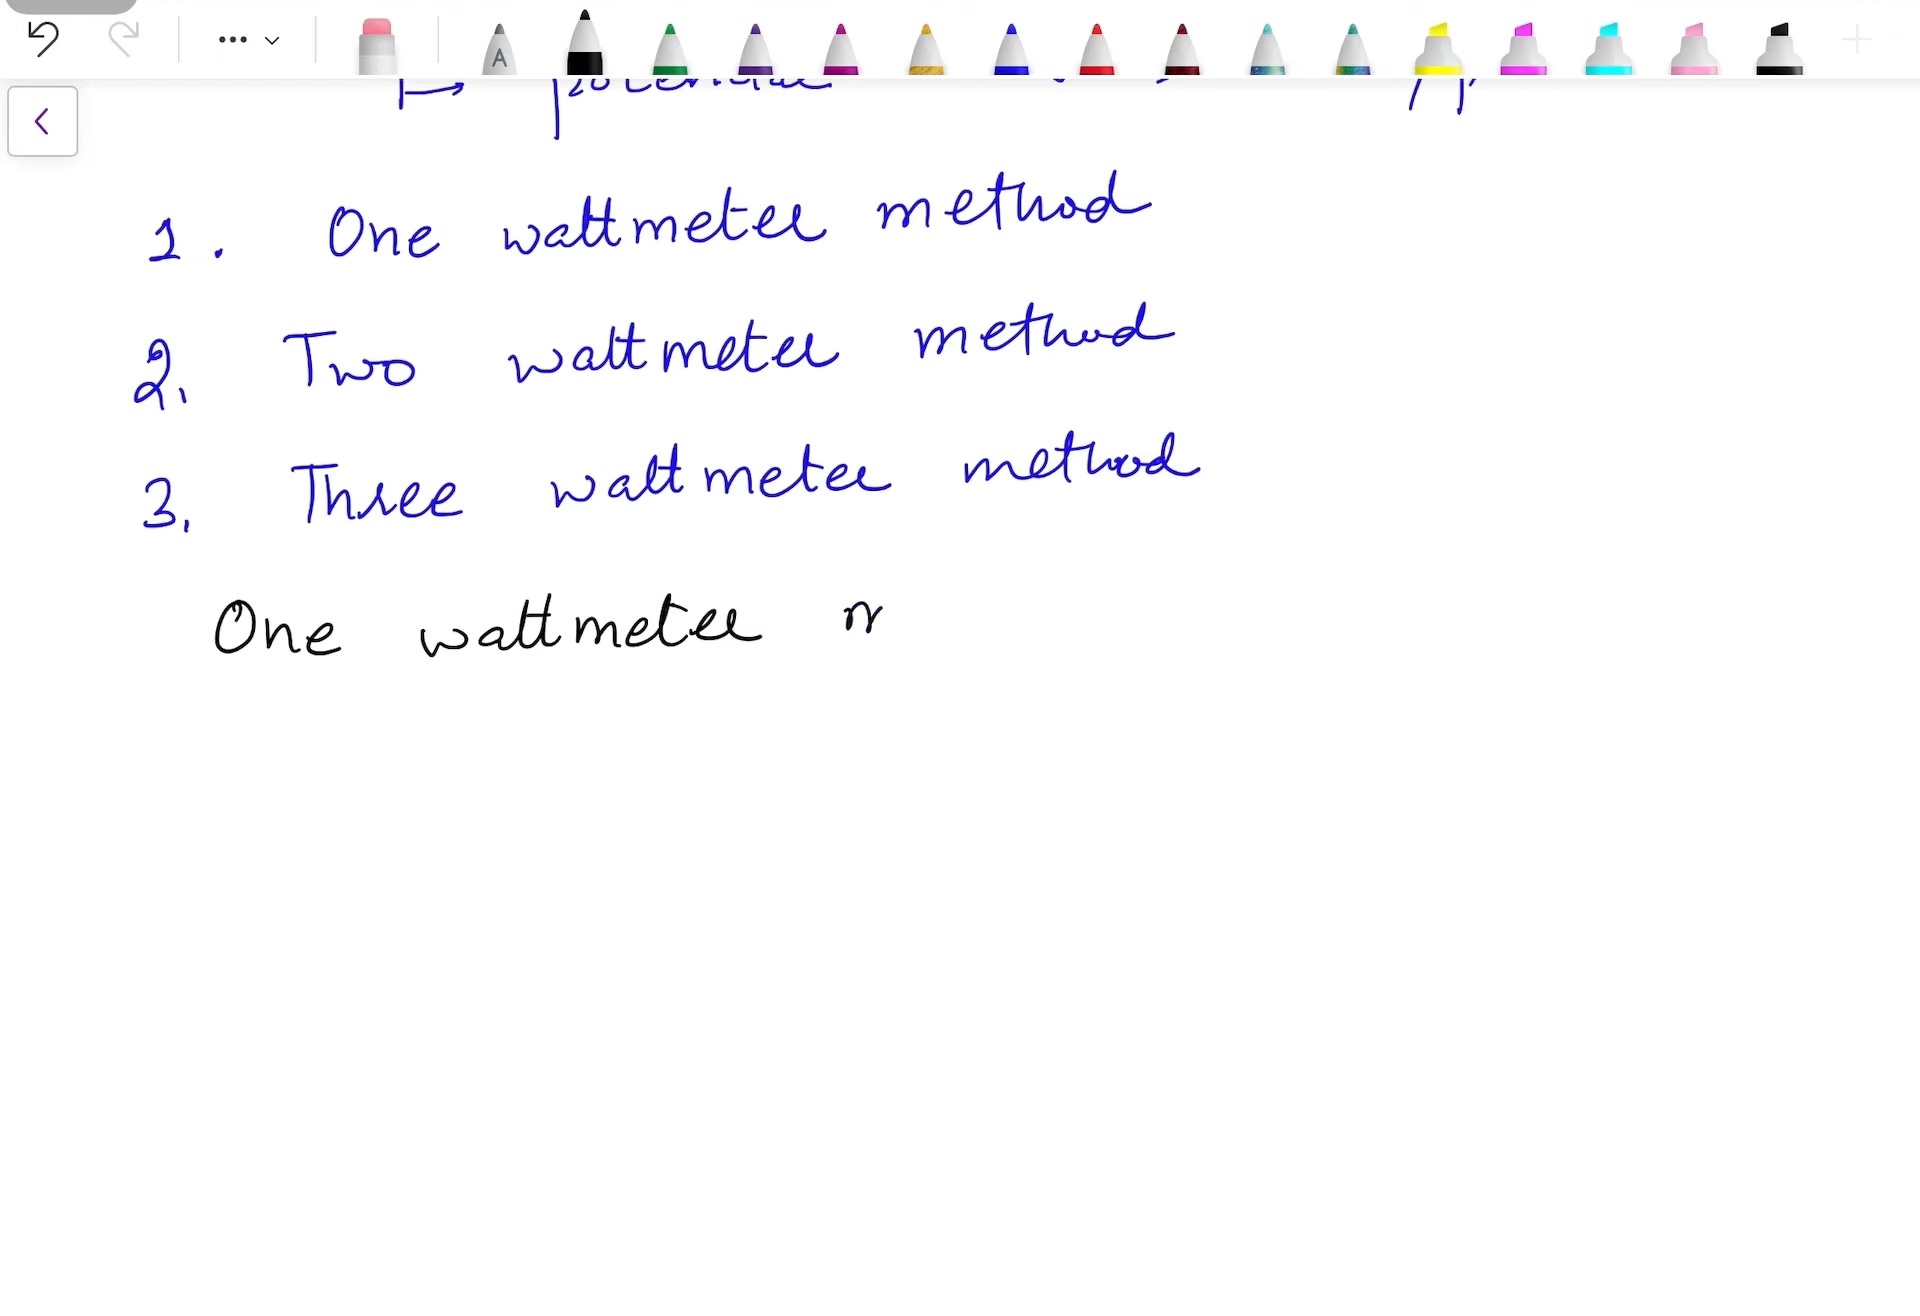 1. One wattmeter method
2. Two wattmeter method
3. Three wattmeter method
One wattmeter